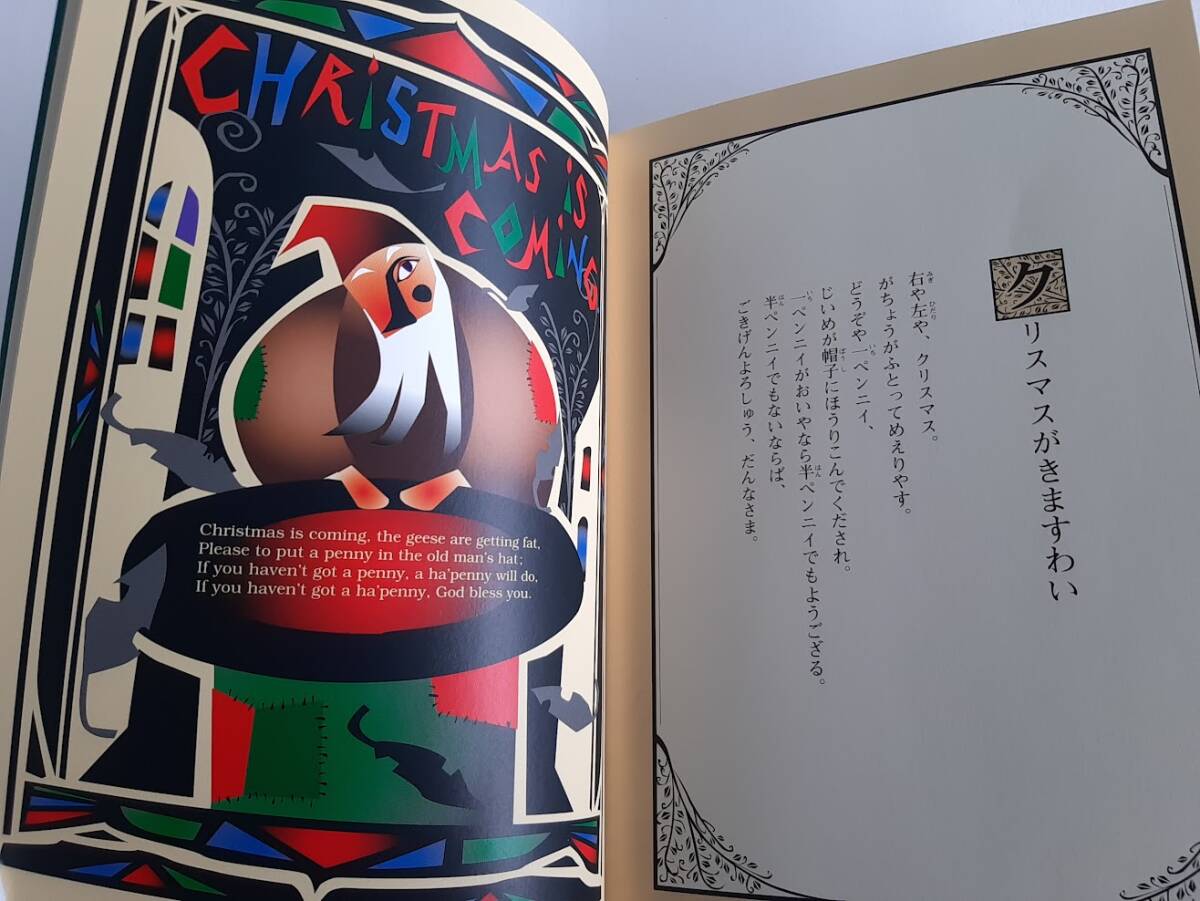 CHRiSTMAS iS
COMiNG
Christmas is coming, the geese are getting fat,
Please to put a penny in the old man's hat;
If you haven't got a penny, a ha'penny will do,
If you haven't got a ha'penny, God bless you.
クリスマスがきますわい
右や左や、クリスマス。
がちょうがふとってめえりやす。
どうぞや一ペンニイ、
じいめが帽子にほうりこんでくだされ。
一ペンニイがおいやなら半ペンニイでもようござる。
半ペンニイでもないならば、
ごきげんよろしゅう、だんなさま。